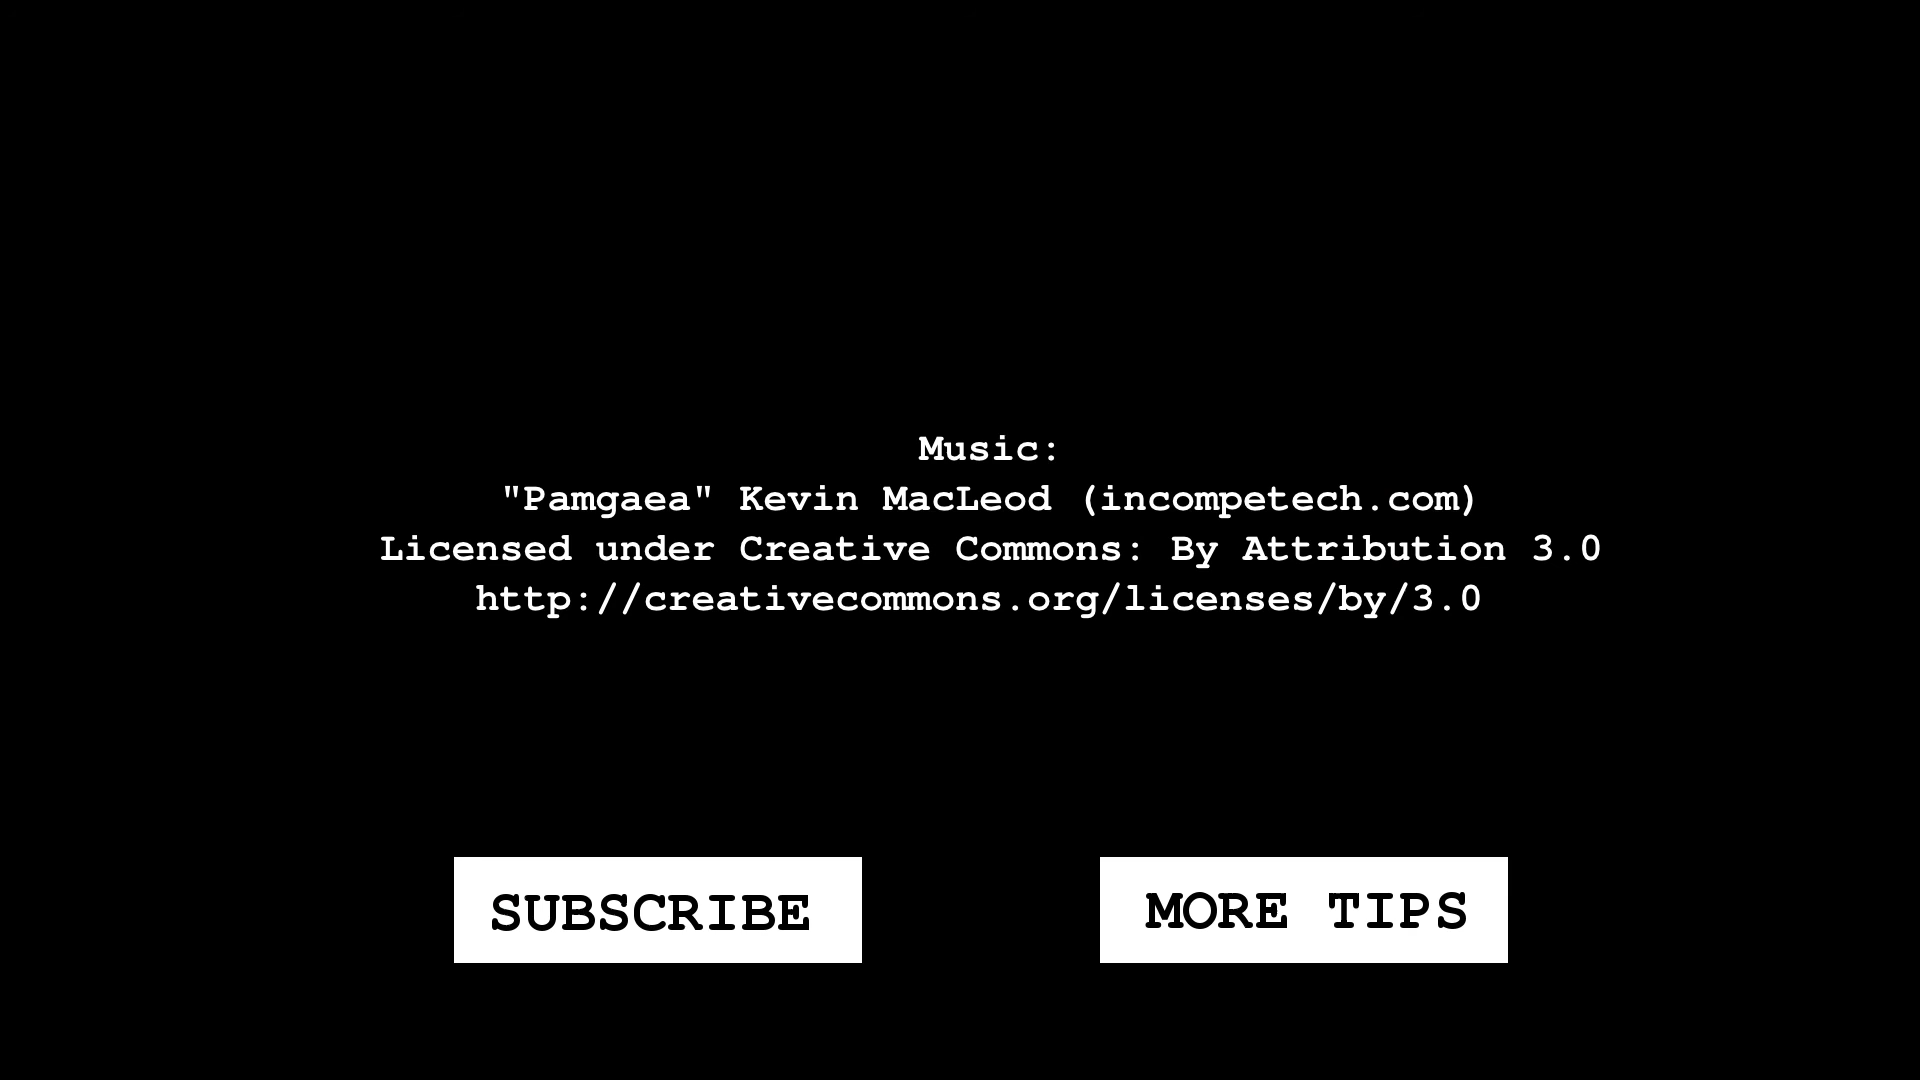 Music:
"Pamgaea" Kevin MacLeod (incompetech.com)
Licensed under Creative Commons: By Attribution 3.0
http://creativecommons.org/licenses/by/3.0
SUBSCRIBE
MORE TIPS